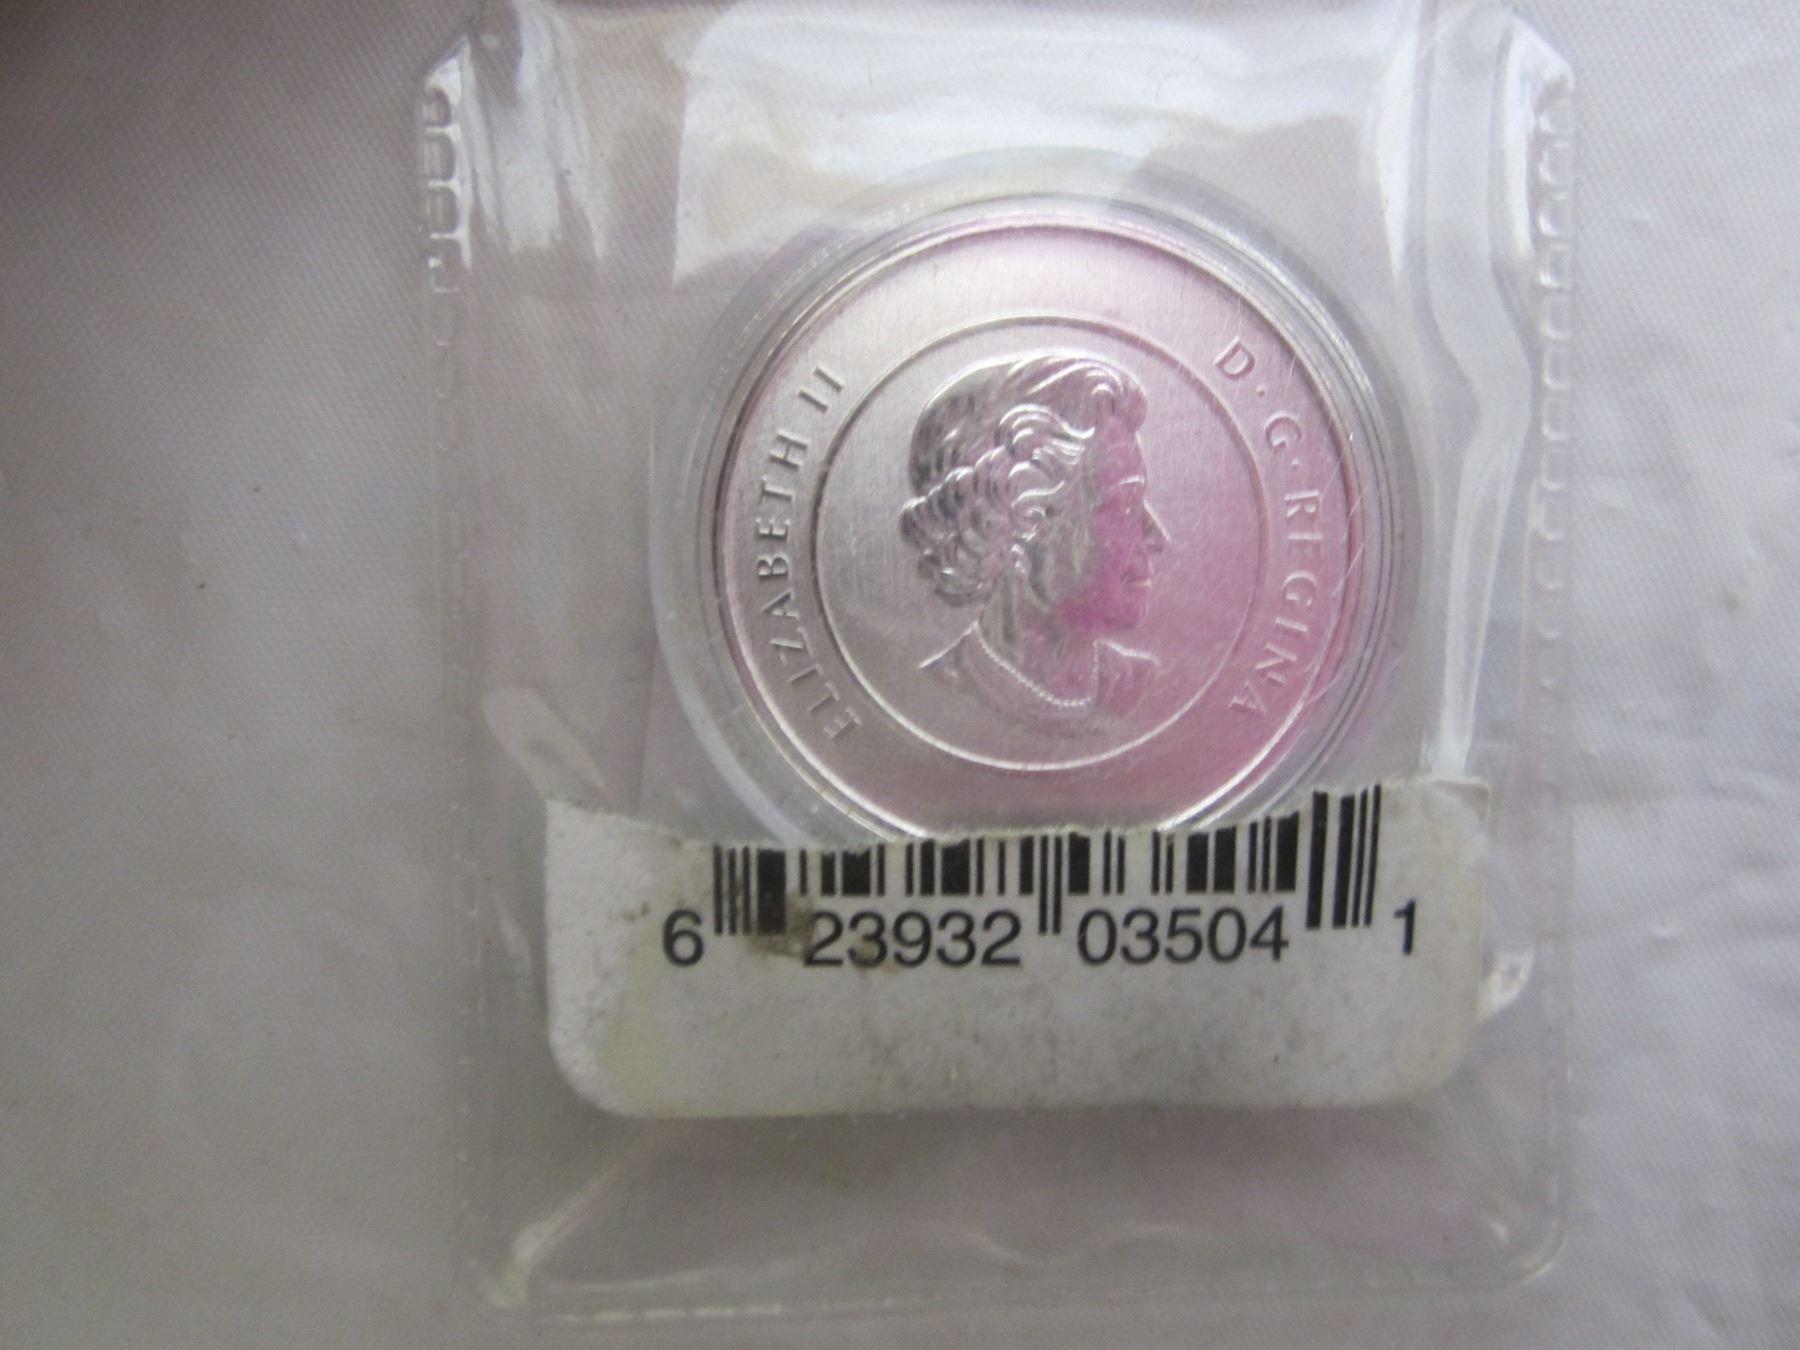 ELIZABETH II
D·G·REGINA
6 23932 03504 1